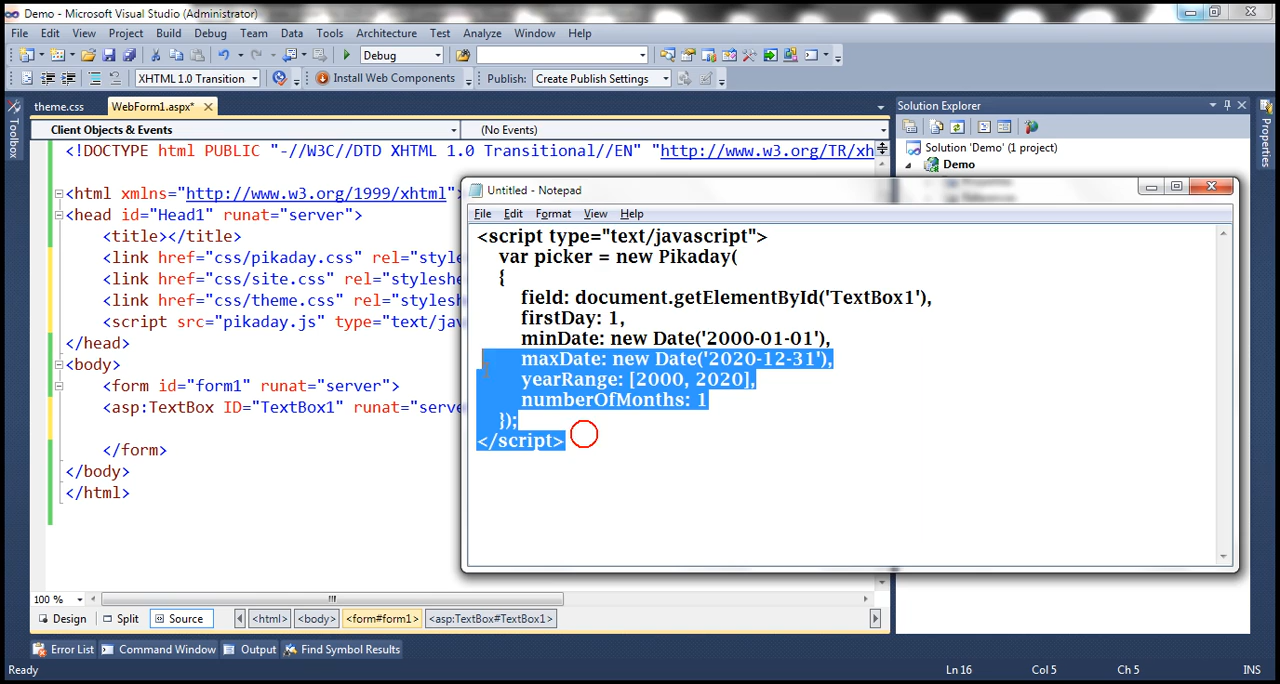 Demo - Microsoft Visual Studio (Administrator)
File Edit View Project Build Debug Team Data Tools Architecture Test Analyze Window Help
Debug
XHTML 1.0 Transition Install Web Components Publish: Create Publish Settings
theme.css WebForm1.aspx* Solution Explorer
Toolbox
Properties
Client Objects & Events (No Events)
<!DOCTYPE html PUBLIC "-//W3C//DTD XHTML 1.0 Transitional//EN" "http://www.w3.org/TR/xh
Solution 'Demo' (1 project)
Demo
<html xmlns="http://www.w3.org/1999/xhtml"
<head id="Head1" runat="server">
<title></title>
<link href="css/pikaday.css" rel="style
<link href="css/site.css" rel="styleshe
<link href="css/theme.css" rel="stylesh
<script src="pikaday.js" type="text/jav
</head>
<body>
<form id="form1" runat="server">
<asp:TextBox ID="TextBox1" runat="serve
</form>
</body>
</html>
Untitled - Notepad
File Edit Format View Help
<script type="text/javascript">
var picker = new Pikaday(
{
field: document.getElementById('TextBox1'),
firstDay: 1,
minDate: new Date('2000-01-01'),
maxDate: new Date('2020-12-31'),
yearRange: [2000, 2020],
numberOfMonths: 1
});
</script>
100 %
Design Split Source <html> <body> <form#form1> <asp:TextBox#TextBox1>
Error List Command Window Output Find Symbol Results
Ready Ln 16 Col 5 Ch 5 INS